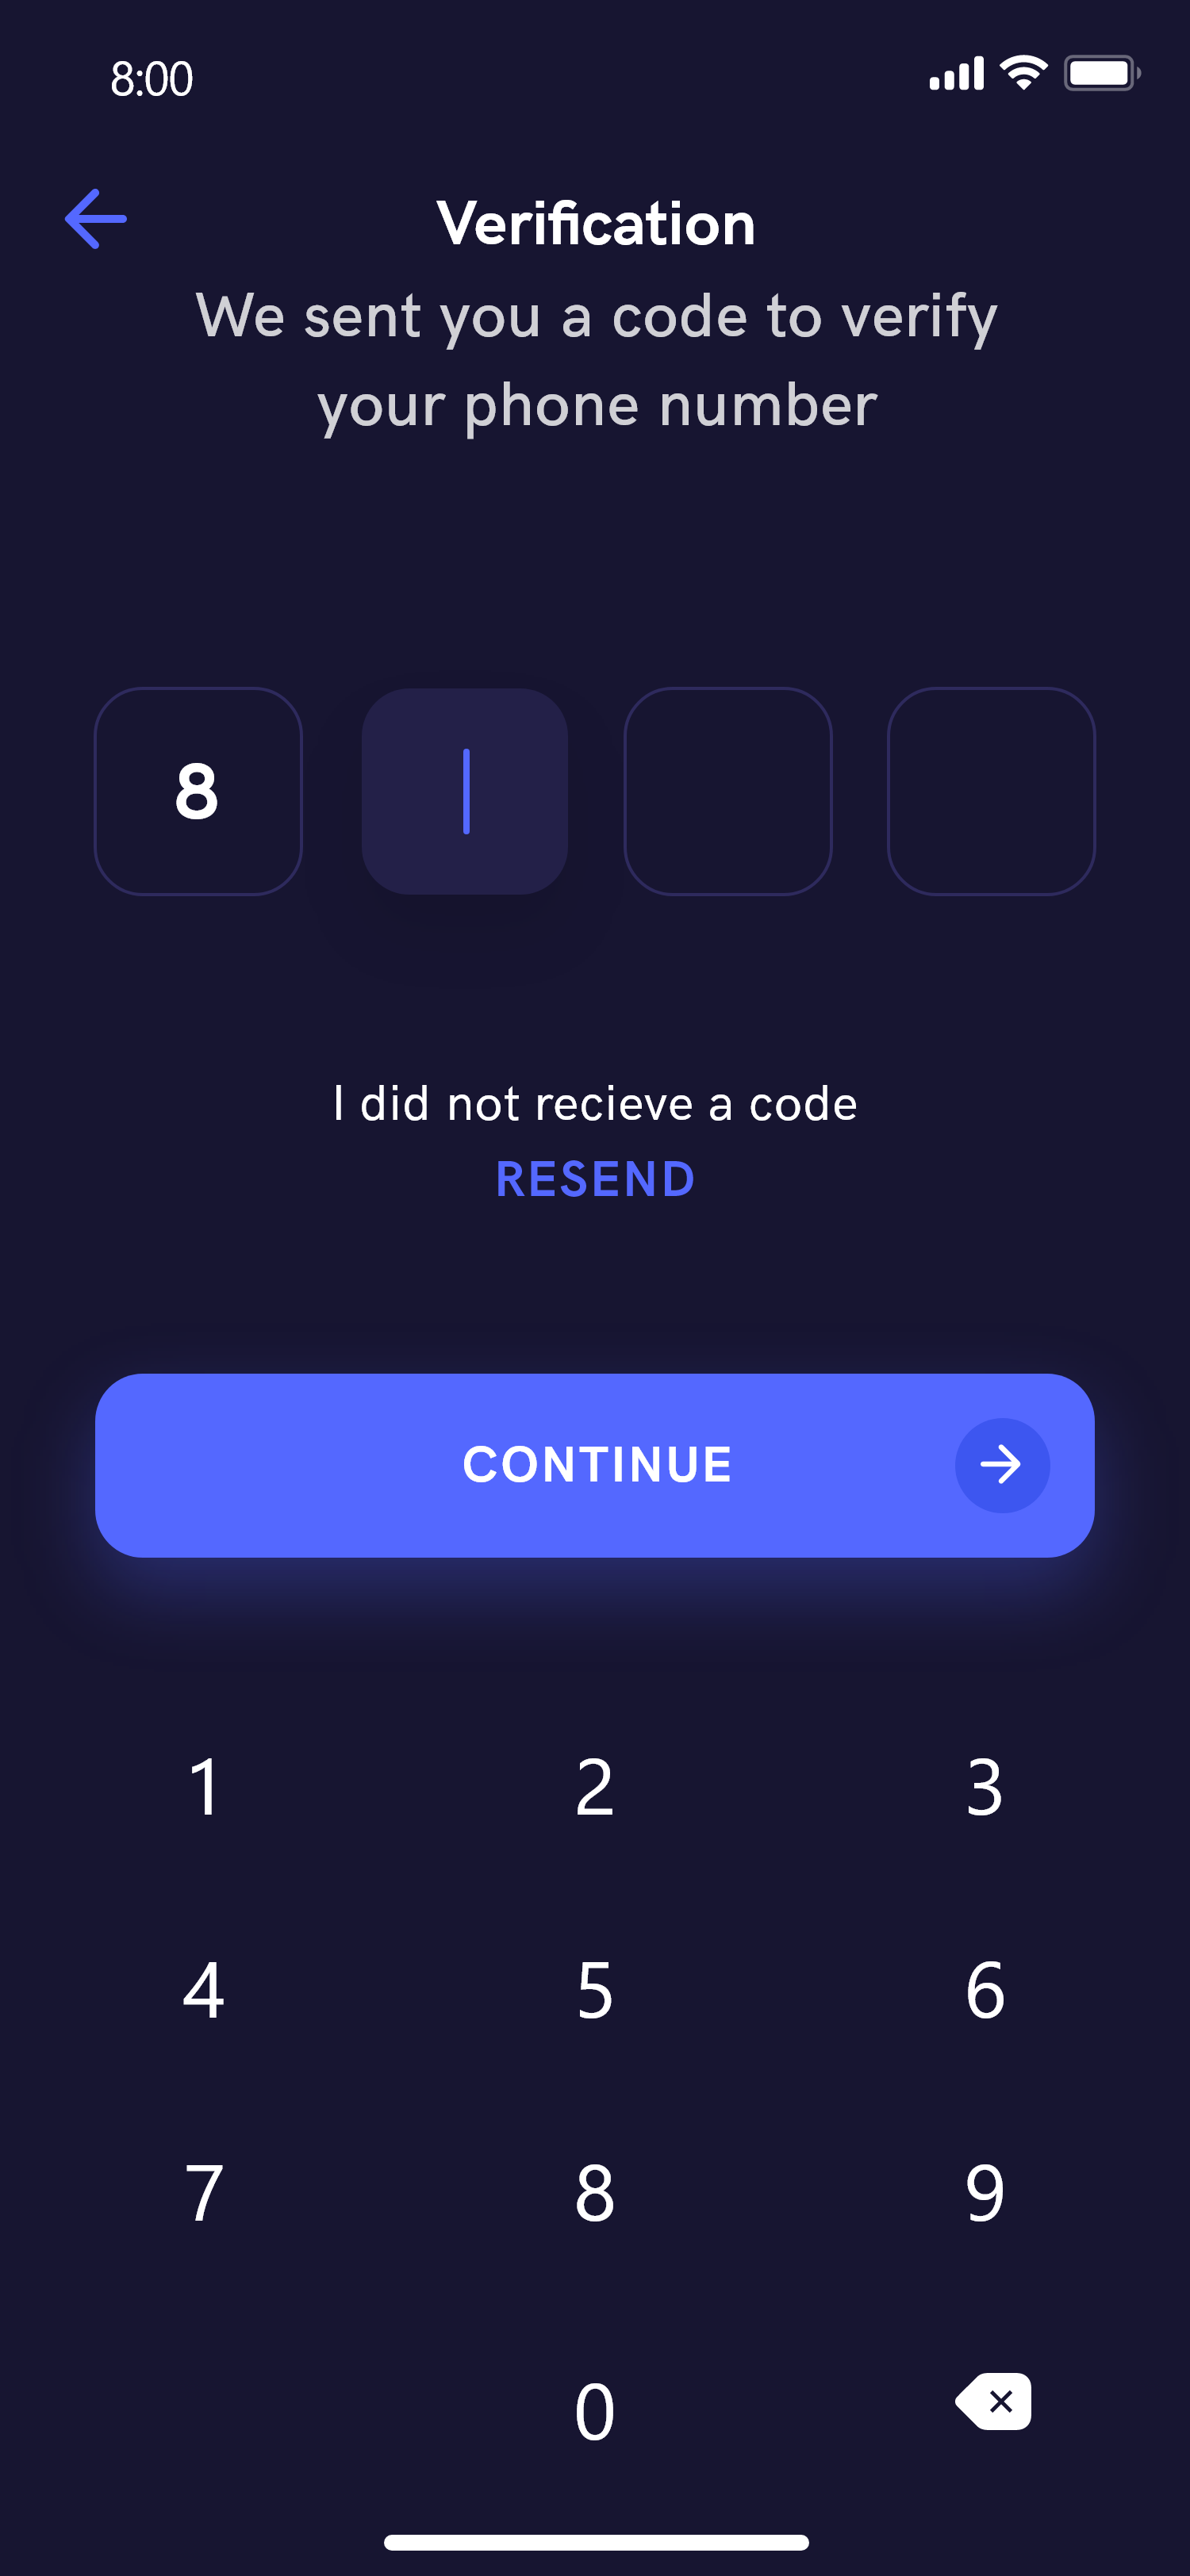 8:00
Verification
We sent you a code to verify
your phone number
8
I did not recieve a code
RESEND
CONTINUE
1 2 3
4 5 6
7 8 9
0